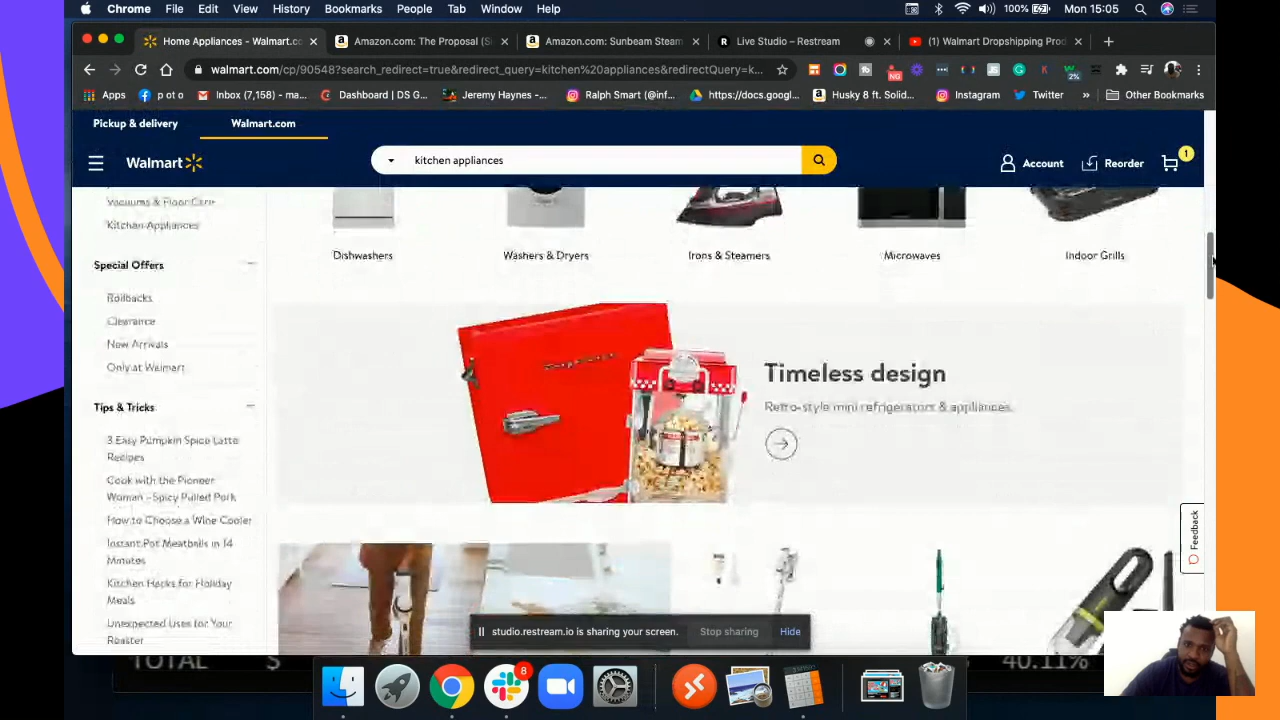 Chrome File Edit View History Bookmarks People Tab Window Help 100% Mon 15:05
Home Appliances - Walmart.co Amazon.com: The Proposal (S Amazon.com: Sunbeam Steam Live Studio – Restream (1) Walmart Dropshipping Prod
walmart.com/cp/90548?search_redirect=true&redirect_query=kitchen%20appliances&redirectQuery=k...
Apps p ot o Inbox (7,158) - ma... Dashboard | DS G... Jeremy Haynes -... Ralph Smart (@inf... https://docs.googl... Husky 8 ft. Solid... Instagram Twitter » Other Bookmarks
Pickup & delivery Walmart.com
Walmart kitchen appliances Account Reorder 1
Vacuums & Floor Care
Kitchen Appliances
Dishwashers Washers & Dryers Irons & Steamers Microwaves Indoor Grills
Special Offers
Rollbacks
Clearance
New Arrivals
Only at Walmart
Timeless design
Retro-style mini refrigerators & appliances.
Tips & Tricks
3 Easy Pumpkin Spice Latte
Recipes
Cook with the Pioneer
Woman - Spicy Pulled Pork
How to Choose a Wine Cooler
Instant Pot Meatballs in 14
Minutes
Kitchen Hacks for Holiday
Meals
Unexpected Uses for Your
Roaster
Feedback
studio.restream.io is sharing your screen. Stop sharing Hide
TOTAL $ 40.11%
8